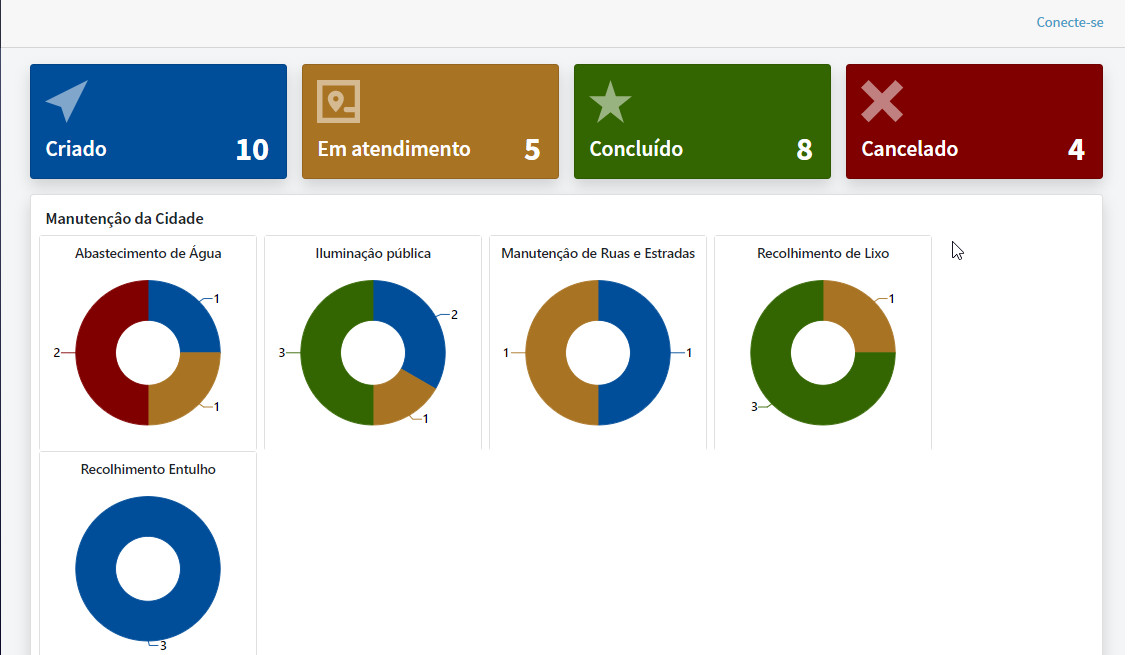 Conecte-se
Criado 10
Em atendimento 5
Concluído 8
Cancelado 4
Manutenção da Cidade
Abastecimento de Água
1
2
1
Iluminação pública
2
3
1
Manutenção de Ruas e Estradas
1
1
Recolhimento de Lixo
1
3
Recolhimento Entulho
3